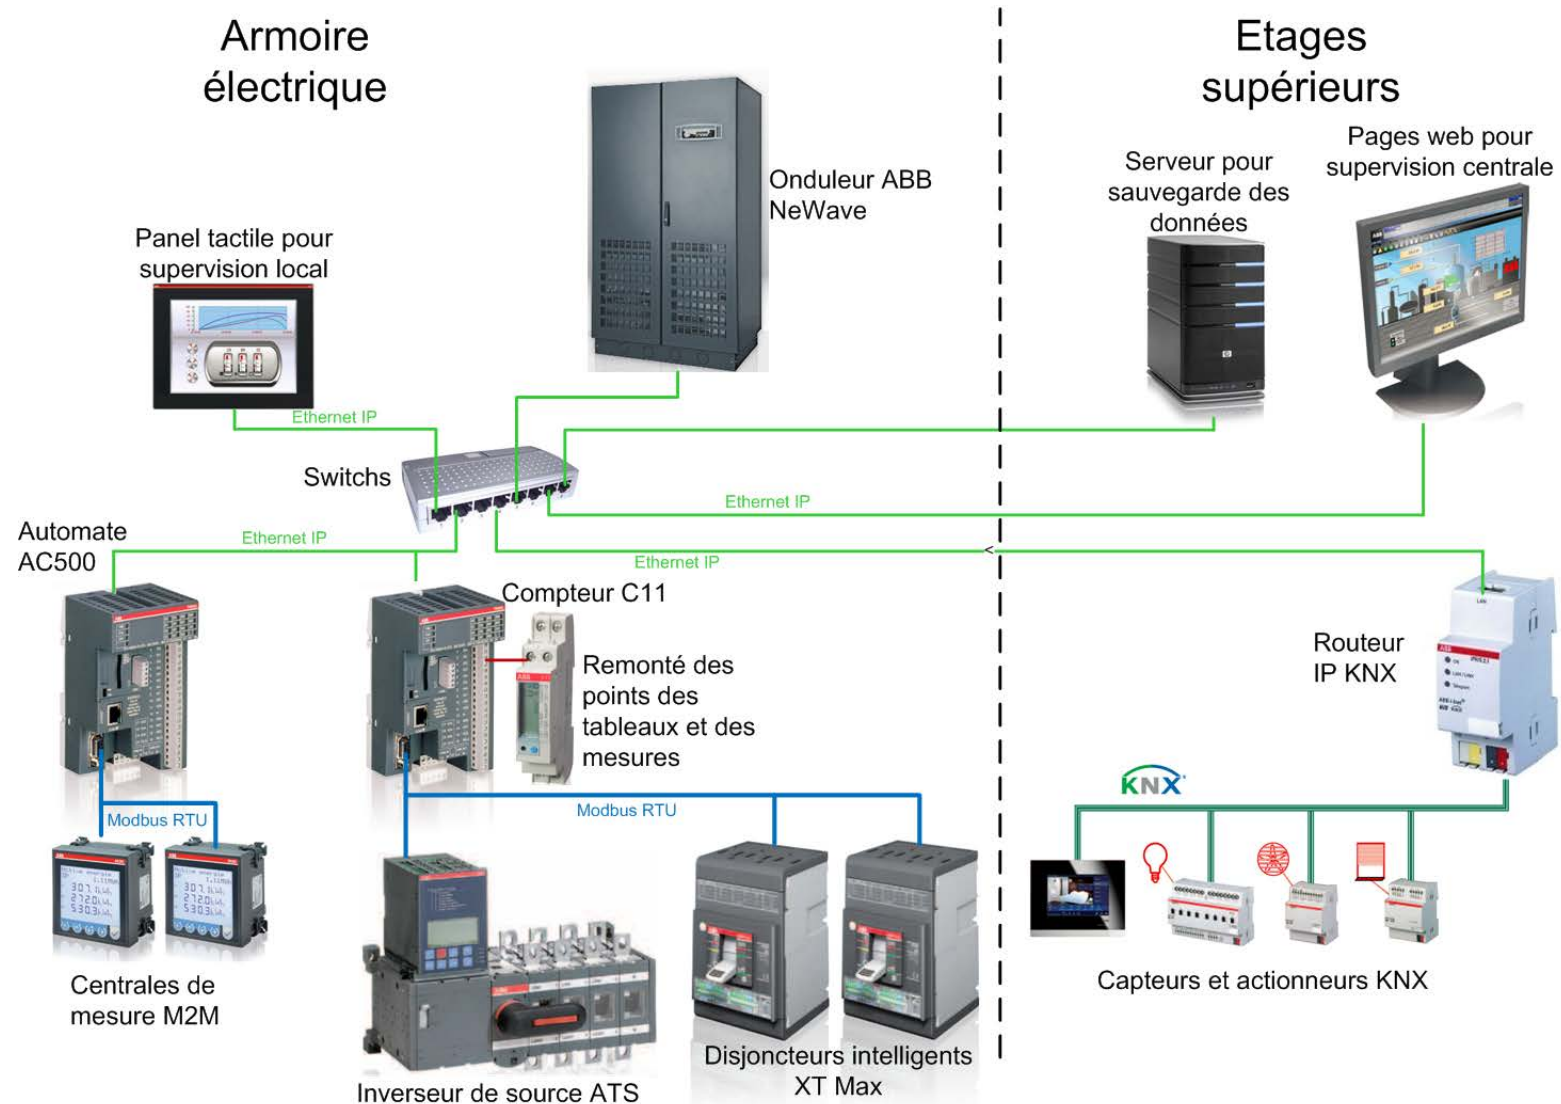 Armoire
électrique
Etages
supérieurs
Onduleur ABB
NeWave
Serveur pour
sauvegarde des
données
Pages web pour
supervision centrale
Panel tactile pour
supervision local
Ethernet IP
Switchs
Ethernet IP
Automate
AC500
Ethernet IP
Ethernet IP
<
Compteur C11
Remonté des
points des
tableaux et des
mesures
LAN
Routeur
IP KNX
ABB
KNX
Modbus RTU
Modbus RTU
Centrales de
mesure M2M
Inverseur de source ATS
Disjoncteurs intelligents
XT Max
Capteurs et actionneurs KNX